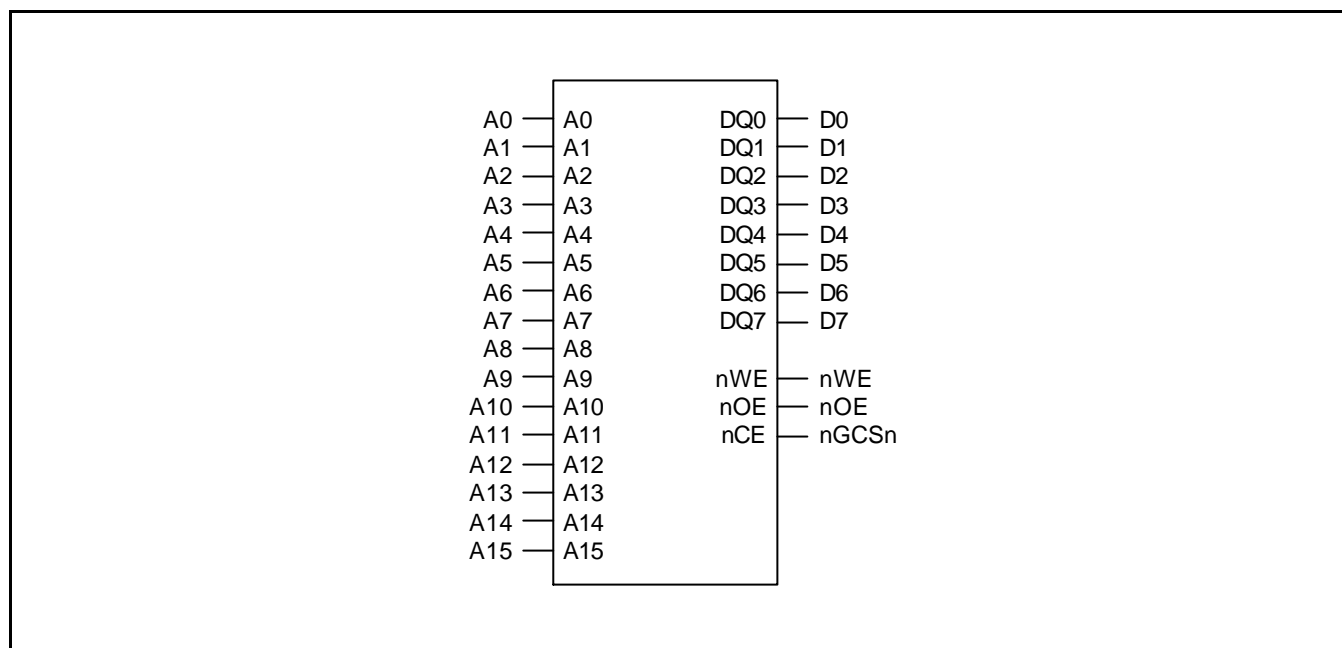 A0 A0 DQ0 D0
A1 A1 DQ1 D1
A2 A2 DQ2 D2
A3 A3 DQ3 D3
A4 A4 DQ4 D4
A5 A5 DQ5 D5
A6 A6 DQ6 D6
A7 A7 DQ7 D7
A8 A8
A9 A9 nWE nWE
A10 A10 nOE nOE
A11 A11 nCE nGCSn
A12 A12
A13 A13
A14 A14
A15 A15